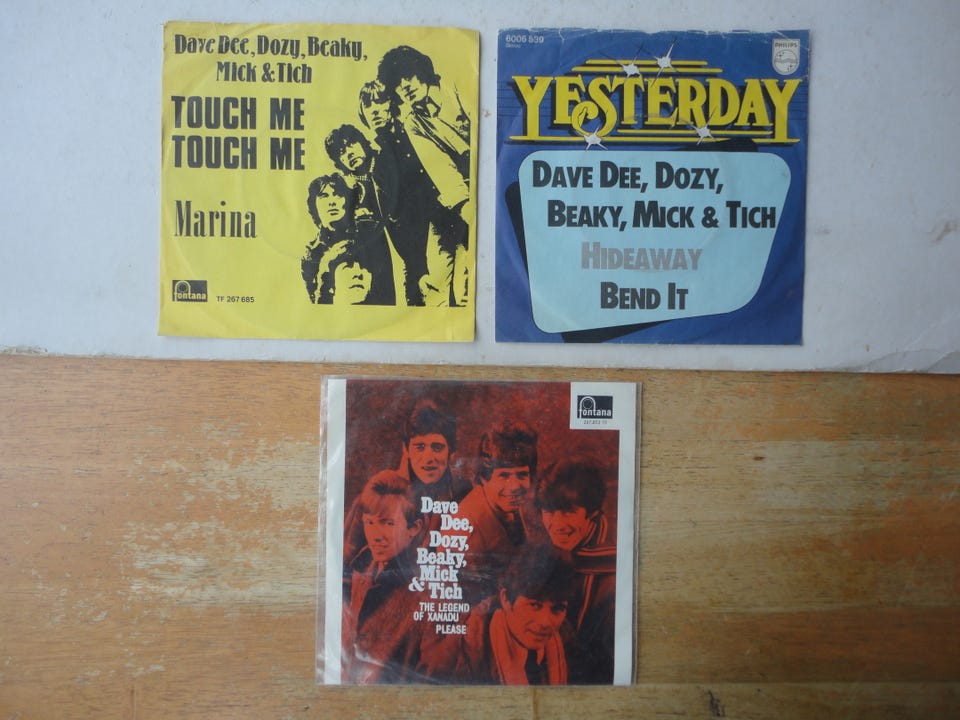 Dave Dee, Dozy, Beaky,
Mick & Tich
TOUCH ME
TOUCH ME
Marina
fontana
TF 267 685
6006 539
Stereo
PHILIPS
YESTERDAY
DAVE DEE, DOZY,
BEAKY, MICK & TICH
HIDEAWAY
BEND IT
fontana
Dave
Dee,
Dozy,
Beaky,
Mick
& Tich
THE LEGEND
OF XANADU
PLEASE